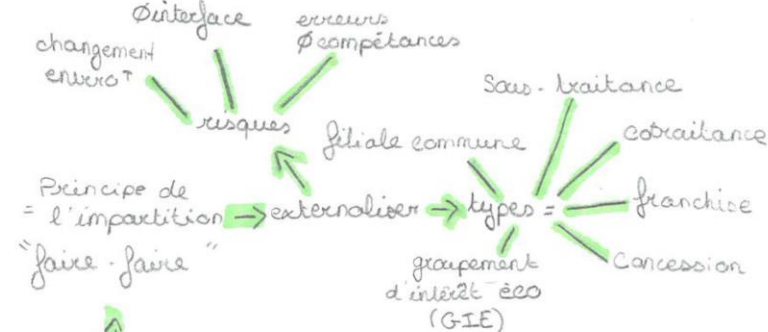 Øinterface
erreurs
Øcompétances
changement
enviroT
risques
Sous-traitance
filiale commune
cotraitance
Principe de
= l'impartition → externaliser → types =
franchise
"faire-faire"
groupement
d'intérêt éco
(GIE)
concession